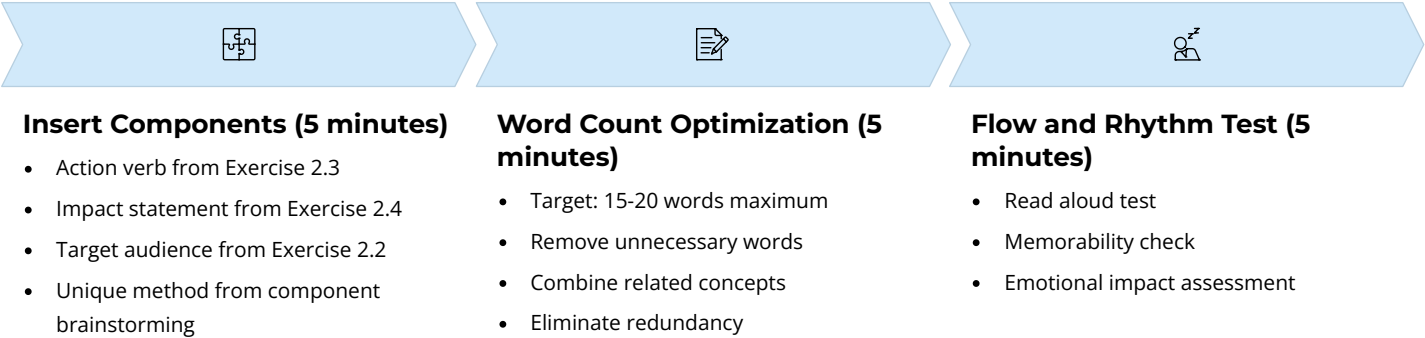 Insert Components (5 minutes)
• Action verb from Exercise 2.3
• Impact statement from Exercise 2.4
• Target audience from Exercise 2.2
• Unique method from component
brainstorming
Word Count Optimization (5
minutes)
• Target: 15-20 words maximum
• Remove unnecessary words
• Combine related concepts
• Eliminate redundancy
Flow and Rhythm Test (5
minutes)
• Read aloud test
• Memorability check
• Emotional impact assessment